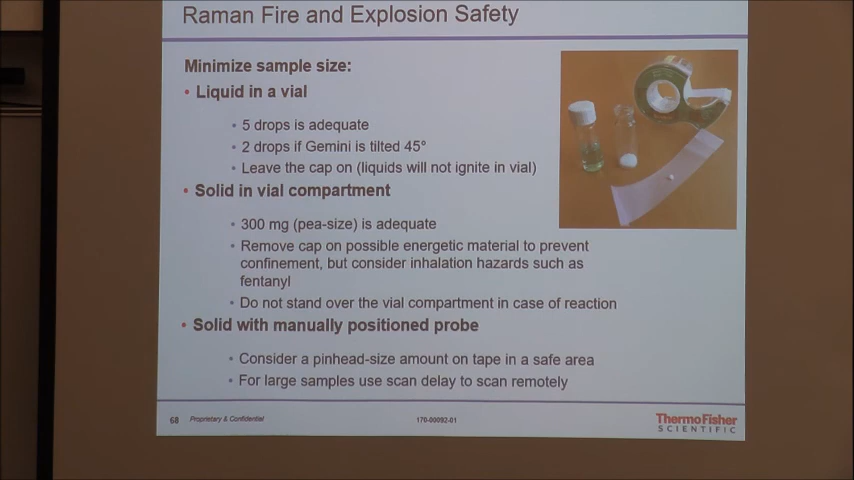 Raman Fire and Explosion Safety
Minimize sample size:
• Liquid in a vial
• 5 drops is adequate
• 2 drops if Gemini is tilted 45°
• Leave the cap on (liquids will not ignite in vial)
• Solid in vial compartment
• 300 mg (pea-size) is adequate
• Remove cap on possible energetic material to prevent
confinement, but consider inhalation hazards such as
fentanyl
• Do not stand over the vial compartment in case of reaction
• Solid with manually positioned probe
• Consider a pinhead-size amount on tape in a safe area
• For large samples use scan delay to scan remotely
68 Proprietary & Confidential 176-00092-01
ThermoFisher
SCIENTIFIC